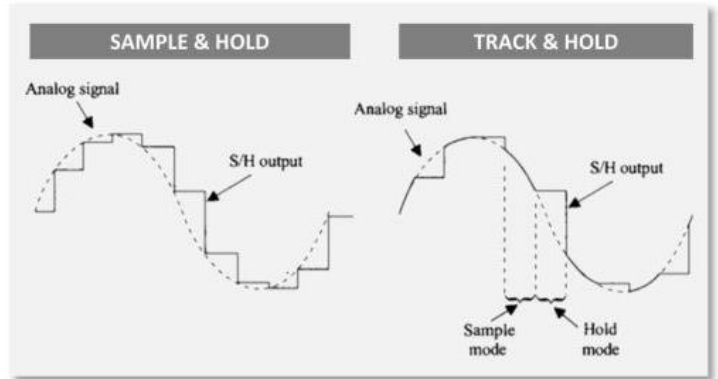 SAMPLE & HOLD
Analog signal
S/H output
TRACK & HOLD
Analog signal
S/H output
Sample
mode
Hold
mode